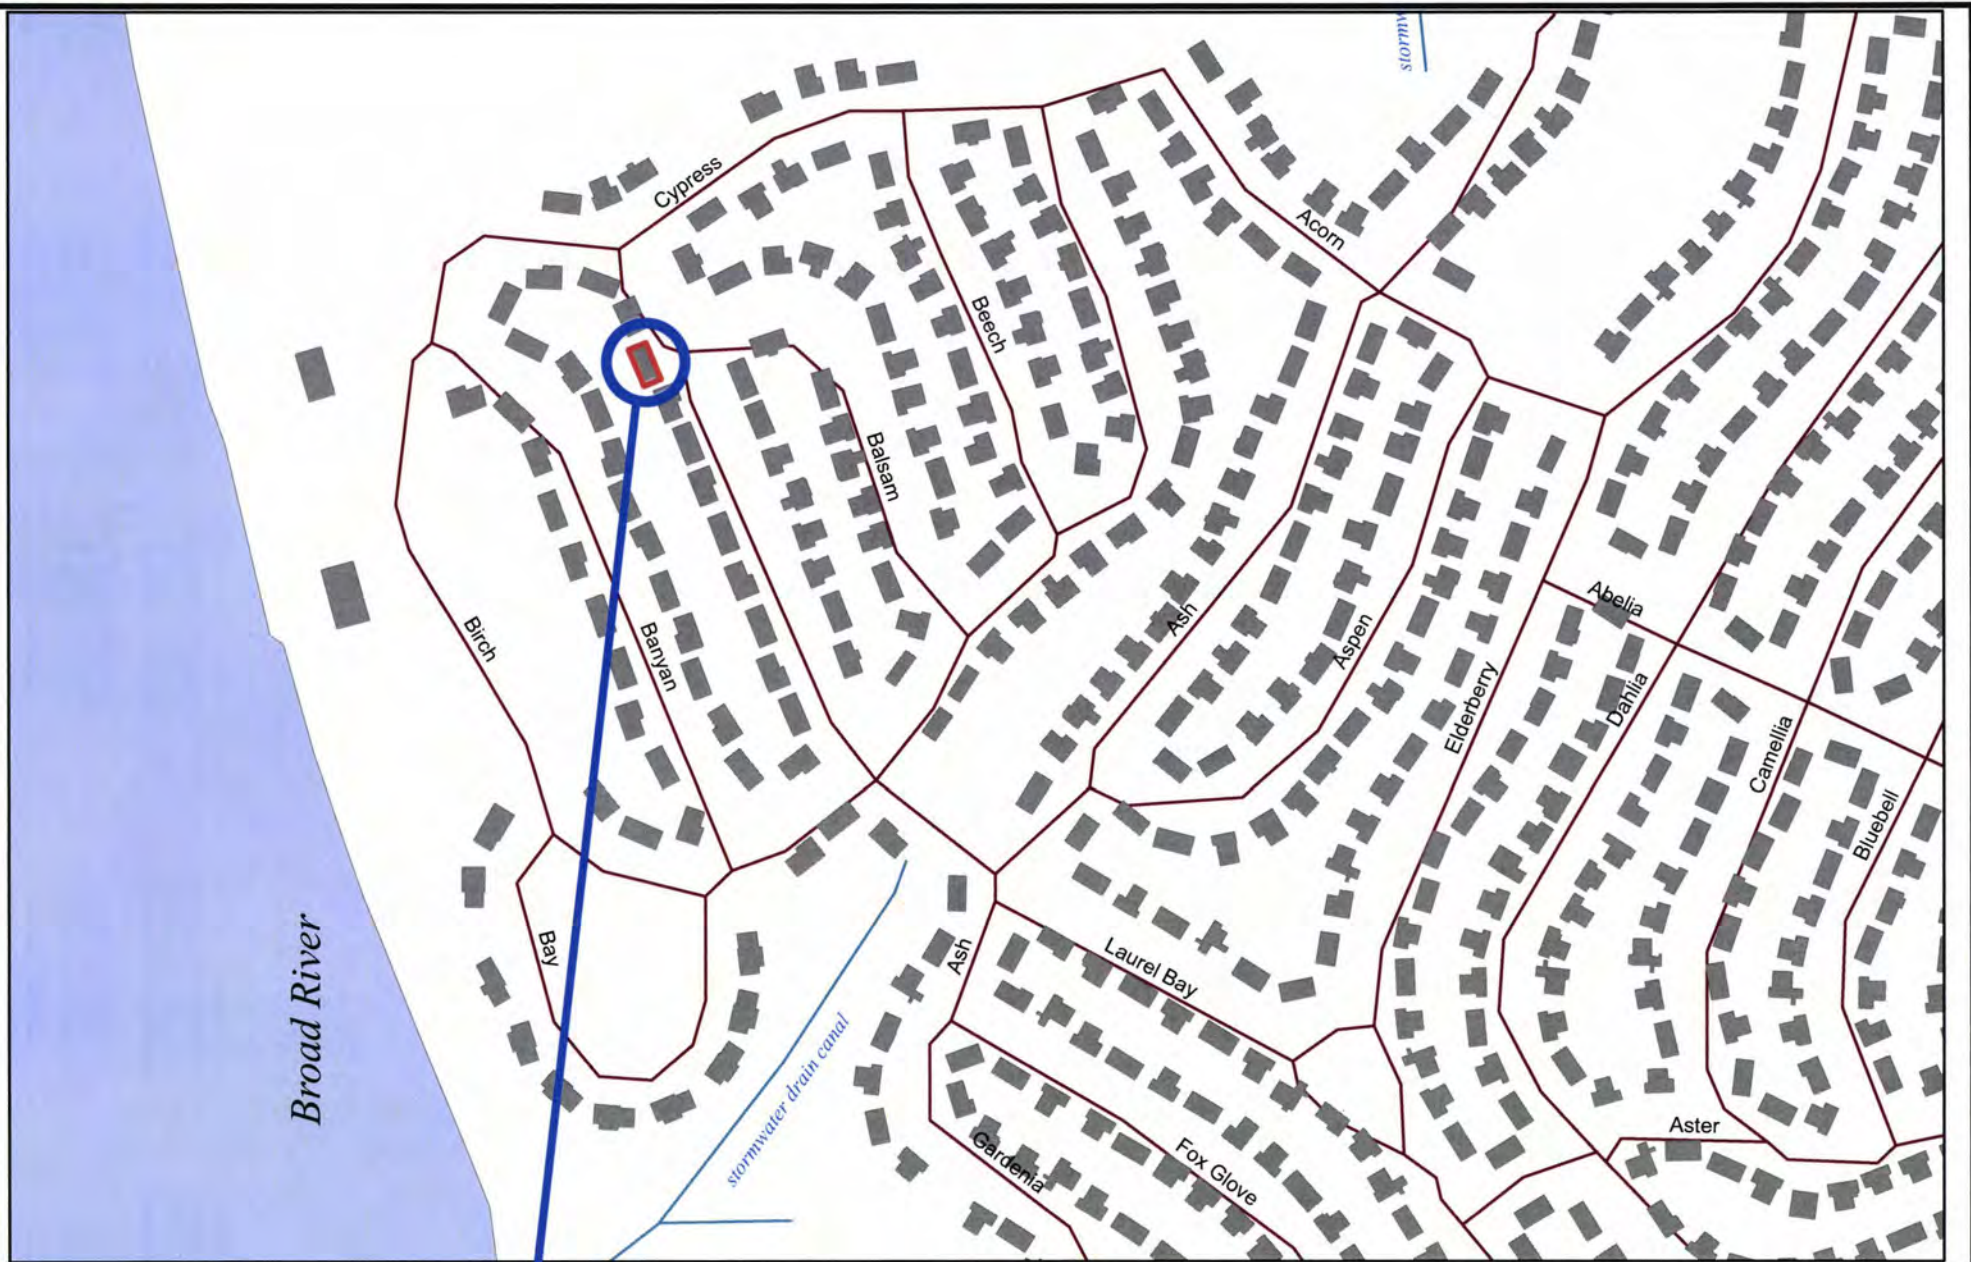 stormw
Cypress
Acorn
Beech
Balsam
Abelia
Birch
Banyan
Ash
Aspen
Elderberry
Dahlia
Camellia
Bluebell
Broad River
Bay
Ash
Laurel Bay
stormwater drain canal
Gardenia
Fox Glove
Aster